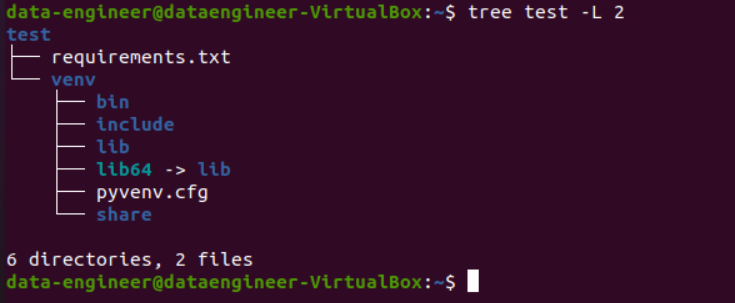 data-engineer@dataengineer-VirtualBox:~$ tree test -L 2
test
├── requirements.txt
└── venv
    ├── bin
    ├── include
    ├── lib
    ├── lib64 -> lib
    ├── pyvenv.cfg
    └── share

6 directories, 2 files
data-engineer@dataengineer-VirtualBox:~$